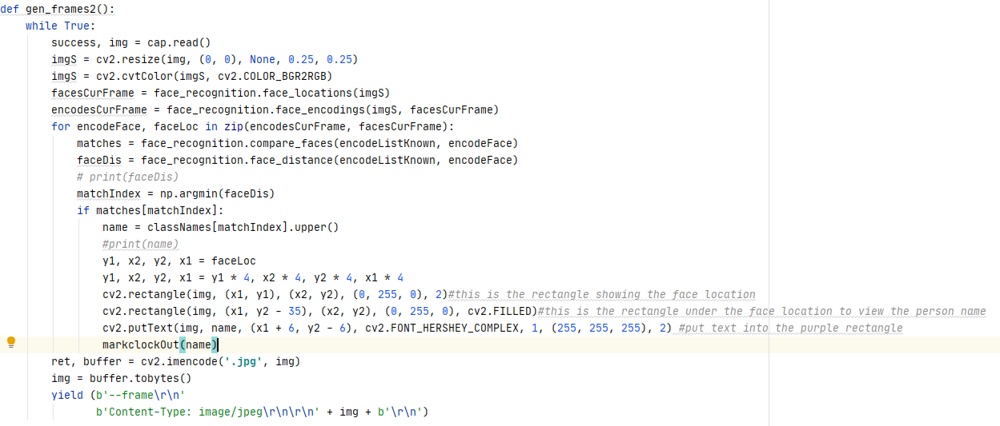 def gen_frames2():
    while True:
        success, img = cap.read()
        imgS = cv2.resize(img, (0, 0), None, 0.25, 0.25)
        imgS = cv2.cvtColor(imgS, cv2.COLOR_BGR2RGB)
        facesCurFrame = face_recognition.face_locations(imgS)
        encodesCurFrame = face_recognition.face_encodings(imgS, facesCurFrame)
        for encodeFace, faceLoc in zip(encodesCurFrame, facesCurFrame):
            matches = face_recognition.compare_faces(encodeListKnown, encodeFace)
            faceDis = face_recognition.face_distance(encodeListKnown, encodeFace)
            # print(faceDis)
            matchIndex = np.argmin(faceDis)
            if matches[matchIndex]:
                name = classNames[matchIndex].upper()
                #print(name)
                y1, x2, y2, x1 = faceLoc
                y1, x2, y2, x1 = y1 * 4, x2 * 4, y2 * 4, x1 * 4
                cv2.rectangle(img, (x1, y1), (x2, y2), (0, 255, 0), 2)#this is the rectangle showing the face location
                cv2.rectangle(img, (x1, y2 - 35), (x2, y2), (0, 255, 0), cv2.FILLED)#this is the rectangle under the face location to view the person name
                cv2.putText(img, name, (x1 + 6, y2 - 6), cv2.FONT_HERSHEY_COMPLEX, 1, (255, 255, 255), 2) #put text into the purple rectangle
                markclockOut(name)
        ret, buffer = cv2.imencode('.jpg', img)
        img = buffer.tobytes()
        yield (b'--frame\r\n'
               b'Content-Type: image/jpeg\r\n\r\n' + img + b'\r\n')